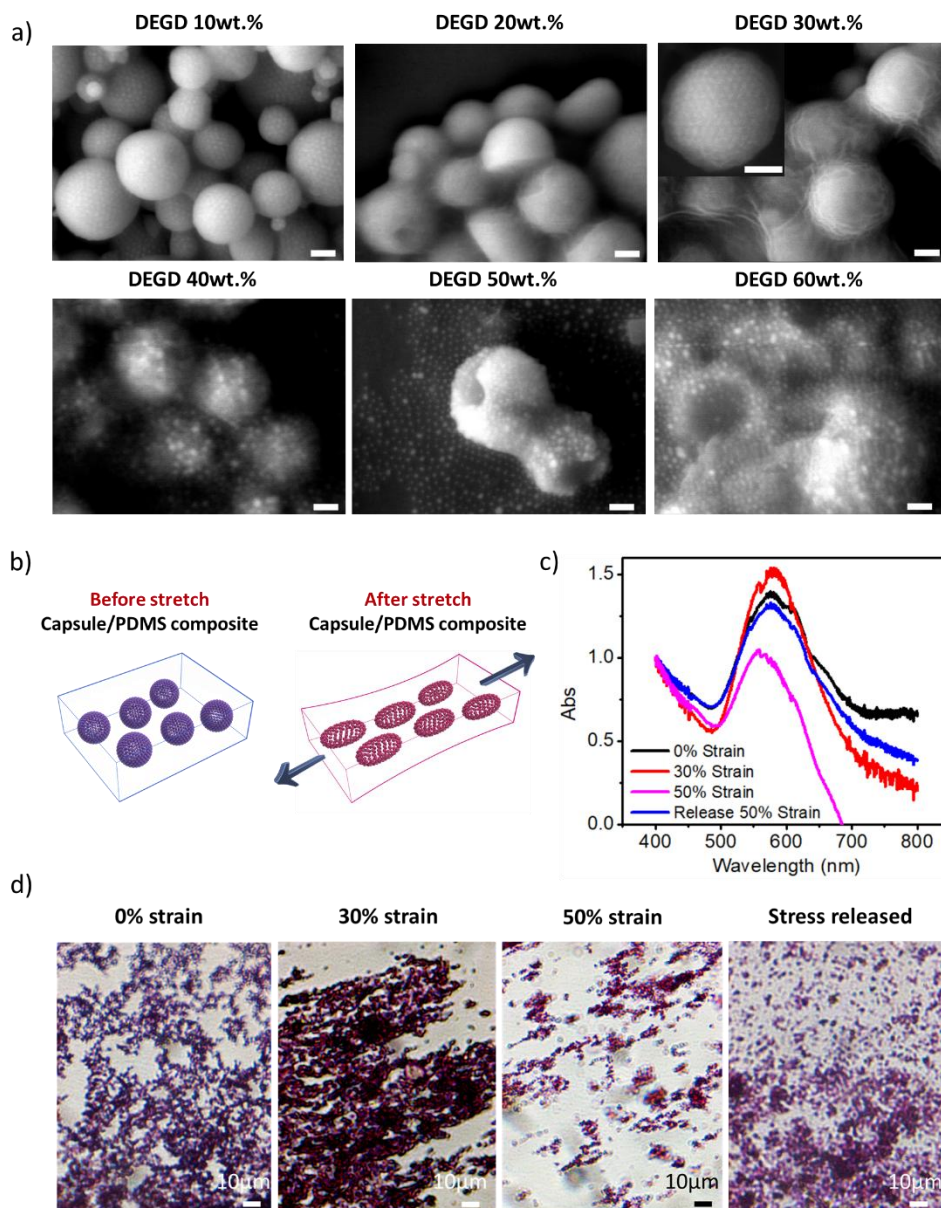 a)
DEGD 10wt.%
DEGD 20wt.%
DEGD 30wt.%
DEGD 40wt.%
DEGD 50wt.%
DEGD 60wt.%
b)
Before stretch
Capsule/PDMS composite
After stretch
Capsule/PDMS composite
c)
1.5
1.0
0.5
0.0
Abs
0% Strain
30% Strain
50% Strain
Release 50% Strain
400 500 600 700 800
Wavelength (nm)
d)
0% strain
30% strain
50% strain
Stress released
10μm
10μm
10μm
10μm